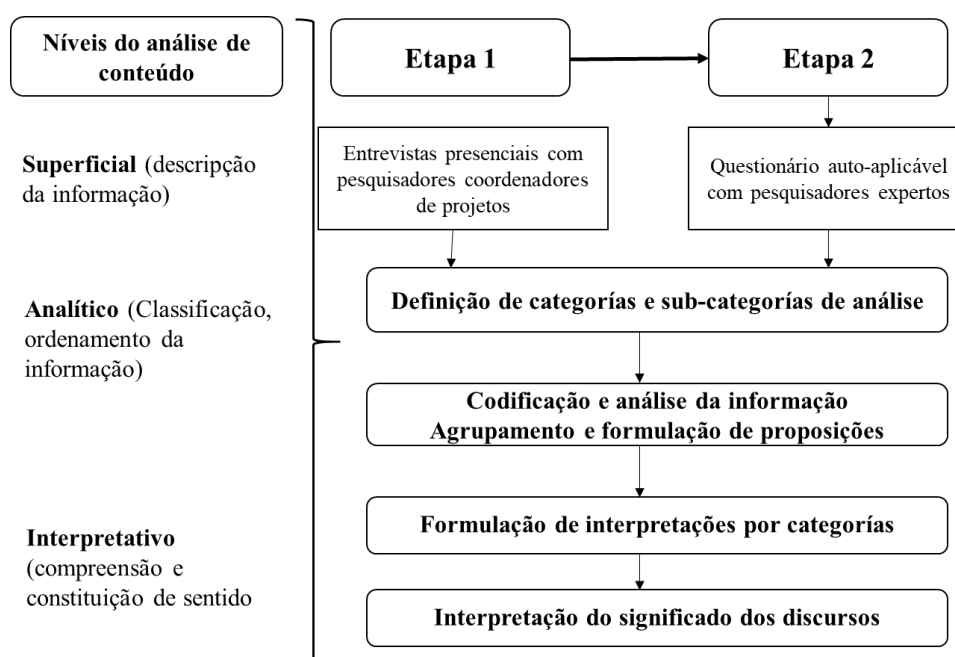 Níveis do análise de
conteúdo
Etapa 1
Etapa 2
Superficial (descripção
da informação)
Entrevistas presenciais com
pesquisadores coordenadores
de projetos
Questionário auto-aplicável
com pesquisadores expertos
Analítico (Classificação,
ordenamento da
informação)
Definição de categorías e sub-categorías de análise
Codificação e análise da informação
Agrupamento e formulação de proposições
Interpretativo
(compreensão e
constituição de sentido
Formulação de interpretações por categorías
Interpretação do significado dos discursos